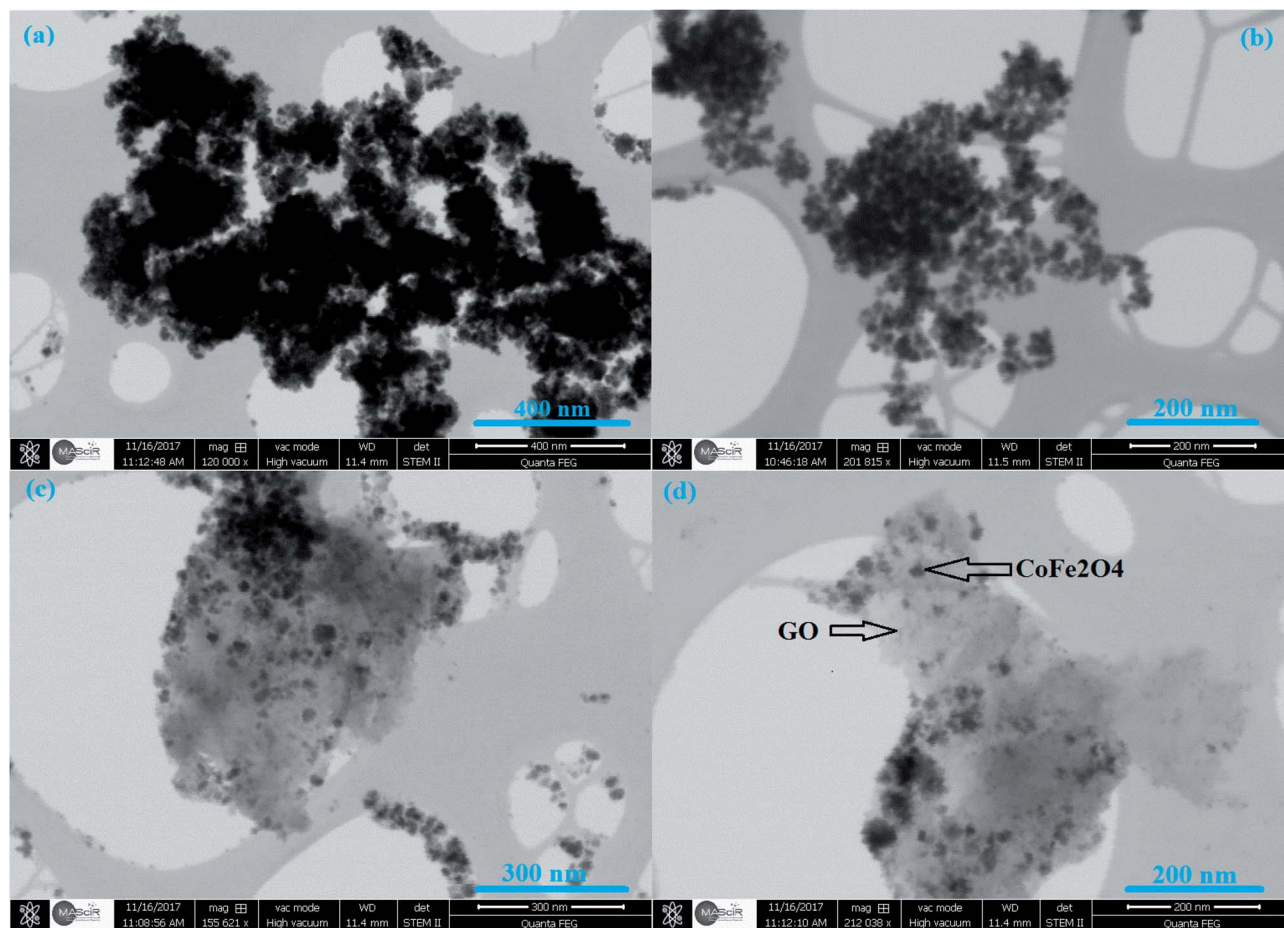 (a)
400 nm
MAScIR
11/16/2017
11:12:48 AM
mag
120 000 x
vac mode
High vacuum
WD
11.4 mm
det
STEM II
400 nm
Quanta FEG
(b)
200 nm
MAScIR
11/16/2017
10:46:18 AM
mag
201 815 x
vac mode
High vacuum
WD
11.5 mm
det
STEM II
200 nm
Quanta FEG
(c)
300 nm
MAScIR
11/16/2017
11:08:56 AM
mag
155 621 x
vac mode
High vacuum
WD
11.4 mm
det
STEM II
300 nm
Quanta FEG
(d)
CoFe2O4
GO
200 nm
MAScIR
11/16/2017
11:12:10 AM
mag
212 038 x
vac mode
High vacuum
WD
11.4 mm
det
STEM II
200 nm
Quanta FEG